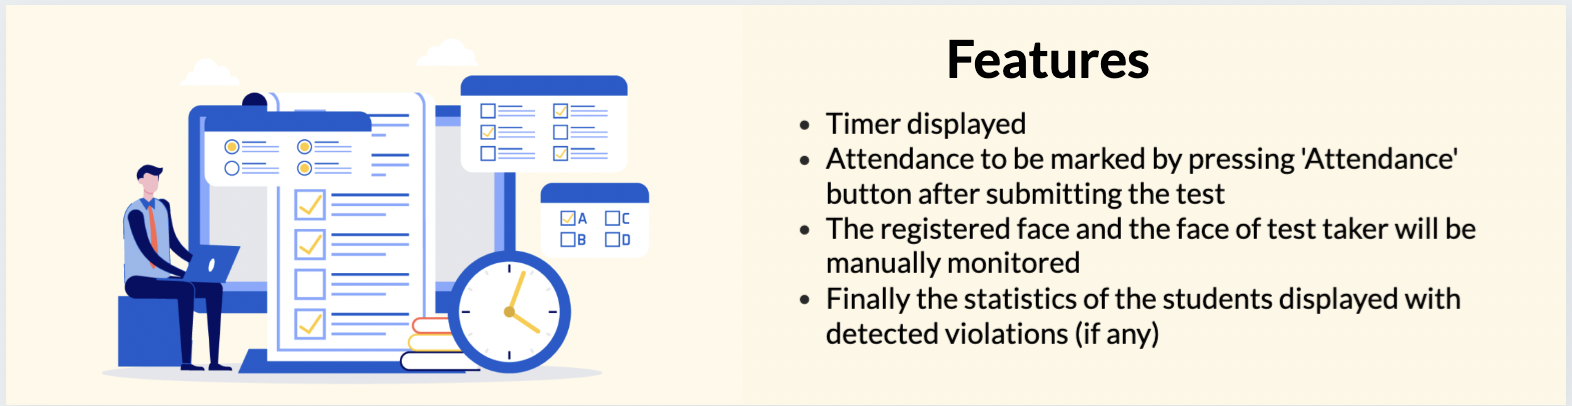 Features
• Timer displayed
• Attendance to be marked by pressing 'Attendance'
button after submitting the test
• The registered face and the face of test taker will be
manually monitored
• Finally the statistics of the students displayed with
detected violations (if any)
A
C
B
D